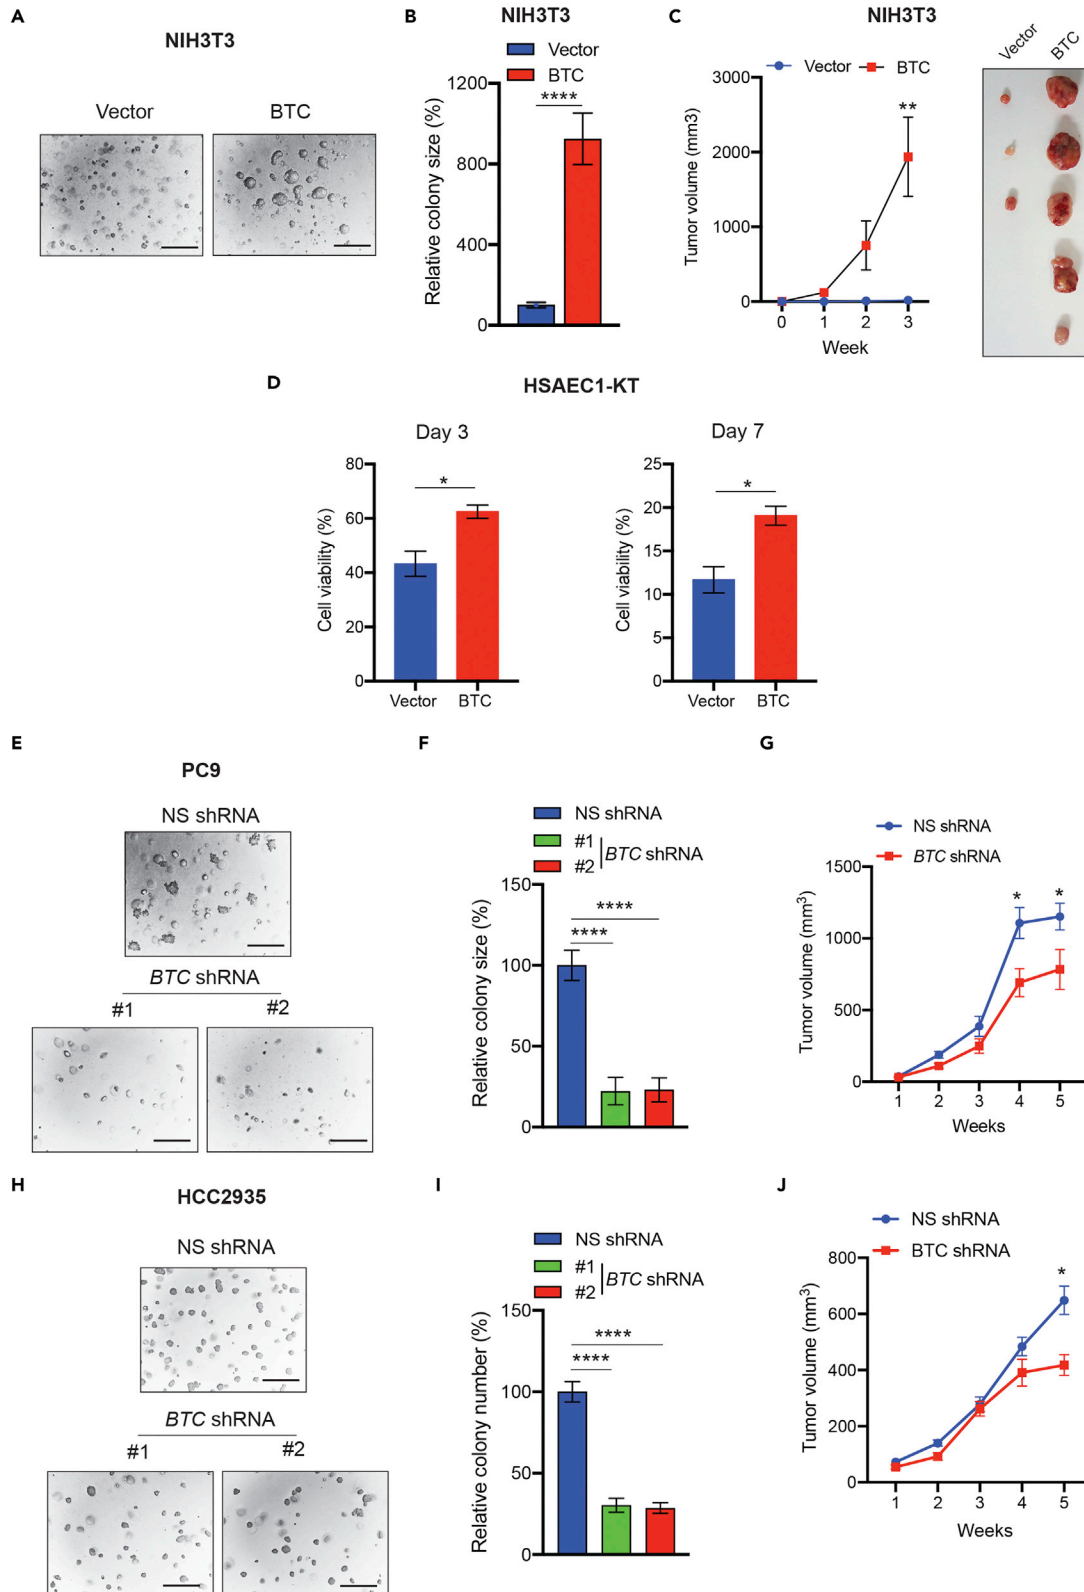 A
NIH3T3
Vector BTC
B
NIH3T3
Vector
BTC
****
Relative colony size (%)
1200
800
400
0
C
NIH3T3
Vector BTC
**
Tumor volume (mm3)
3000
2000
1000
0
0 1 2 3
Week
Vector BTC
D
HSAEC1-KT
Day 3
*
Cell viability (%)
80
60
40
20
0
Vector BTC
Day 7
*
Cell viability (%)
25
20
15
10
5
0
Vector BTC
E
PC9
NS shRNA
BTC shRNA
#1 #2
F
NS shRNA
#1
#2
BTC shRNA
****
****
Relative colony size (%)
150
100
50
0
G
NS shRNA
BTC shRNA
* *
Tumor volume (mm³)
1500
1000
500
0
1 2 3 4 5
Weeks
H
HCC2935
NS shRNA
BTC shRNA
#1 #2
I
NS shRNA
#1
#2
BTC shRNA
****
****
Relative colony number (%)
150
100
50
0
J
NS shRNA
BTC shRNA
*
Tumor volume (mm³)
800
600
400
200
0
1 2 3 4 5
Weeks